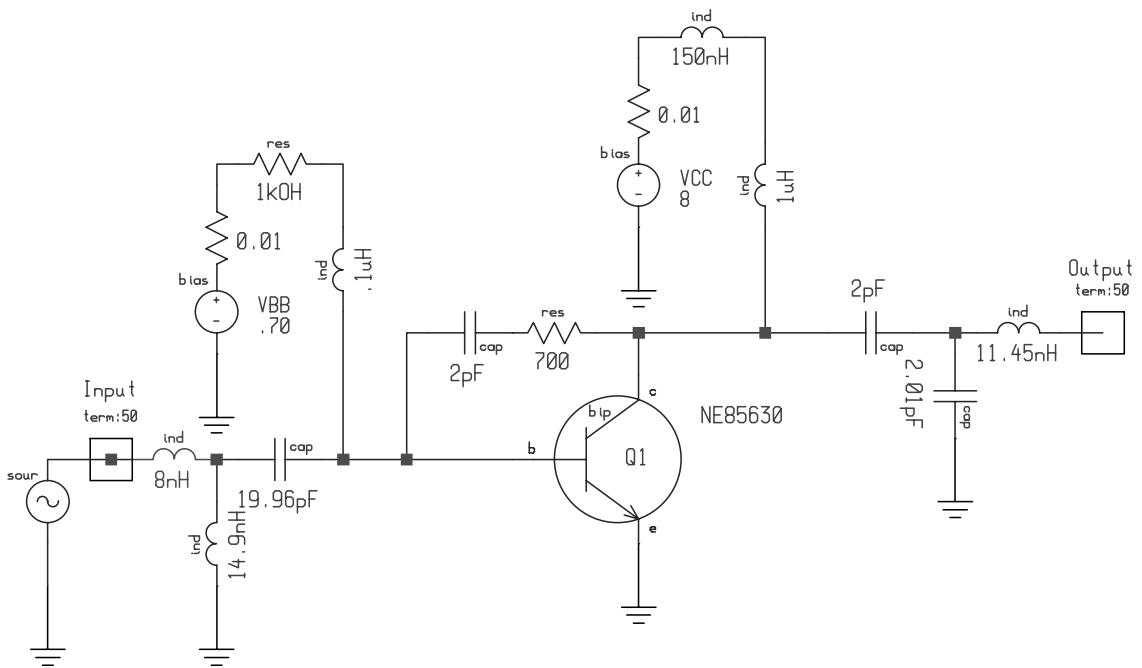 ind
150nH
0.01
bias
VCC
8
ind
1uH
res
1kOH
0.01
bias
VBB
.70
ind
.1uH
Output
term:50
2pF
cap
ind
11.45nH
2.01pF
cap
res
700
cap
2pF
c
bip
NE85630
b
Q1
e
Input
term:50
ind
8nH
cap
19.96pF
sour
ind
14.9nH